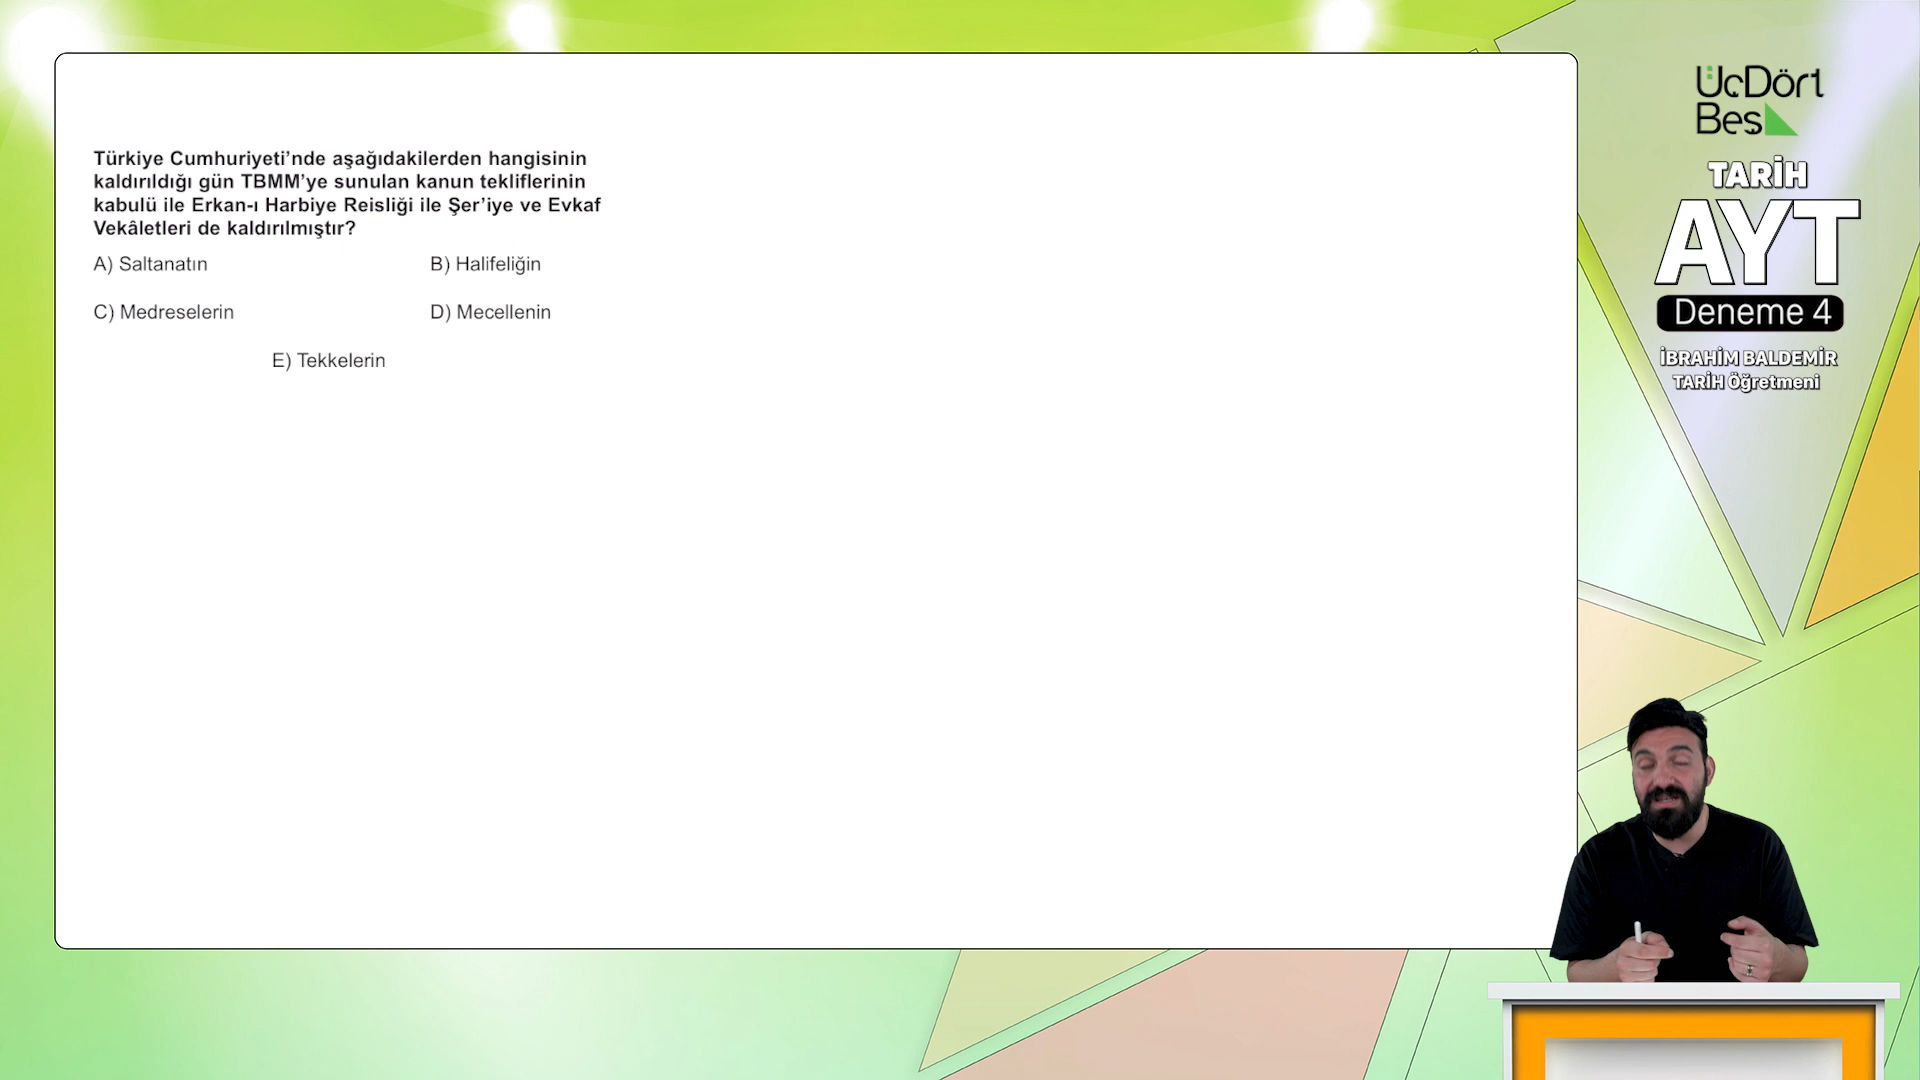 Türkiye Cumhuriyeti’nde aşağıdakilerden hangisinin
kaldırıldığı gün TBMM’ye sunulan kanun tekliflerinin
kabulü ile Erkan-ı Harbiye Reisliği ile Şer’iye ve Evkaf
Vekâletleri de kaldırılmıştır?
A) Saltanatın B) Halifeliğin
C) Medreselerin D) Mecellenin
E) Tekkelerin
ÜçDört
Beş
TARİH
AYT
Deneme 4
İBRAHİM BALDEMİR
TARİH Öğretmeni